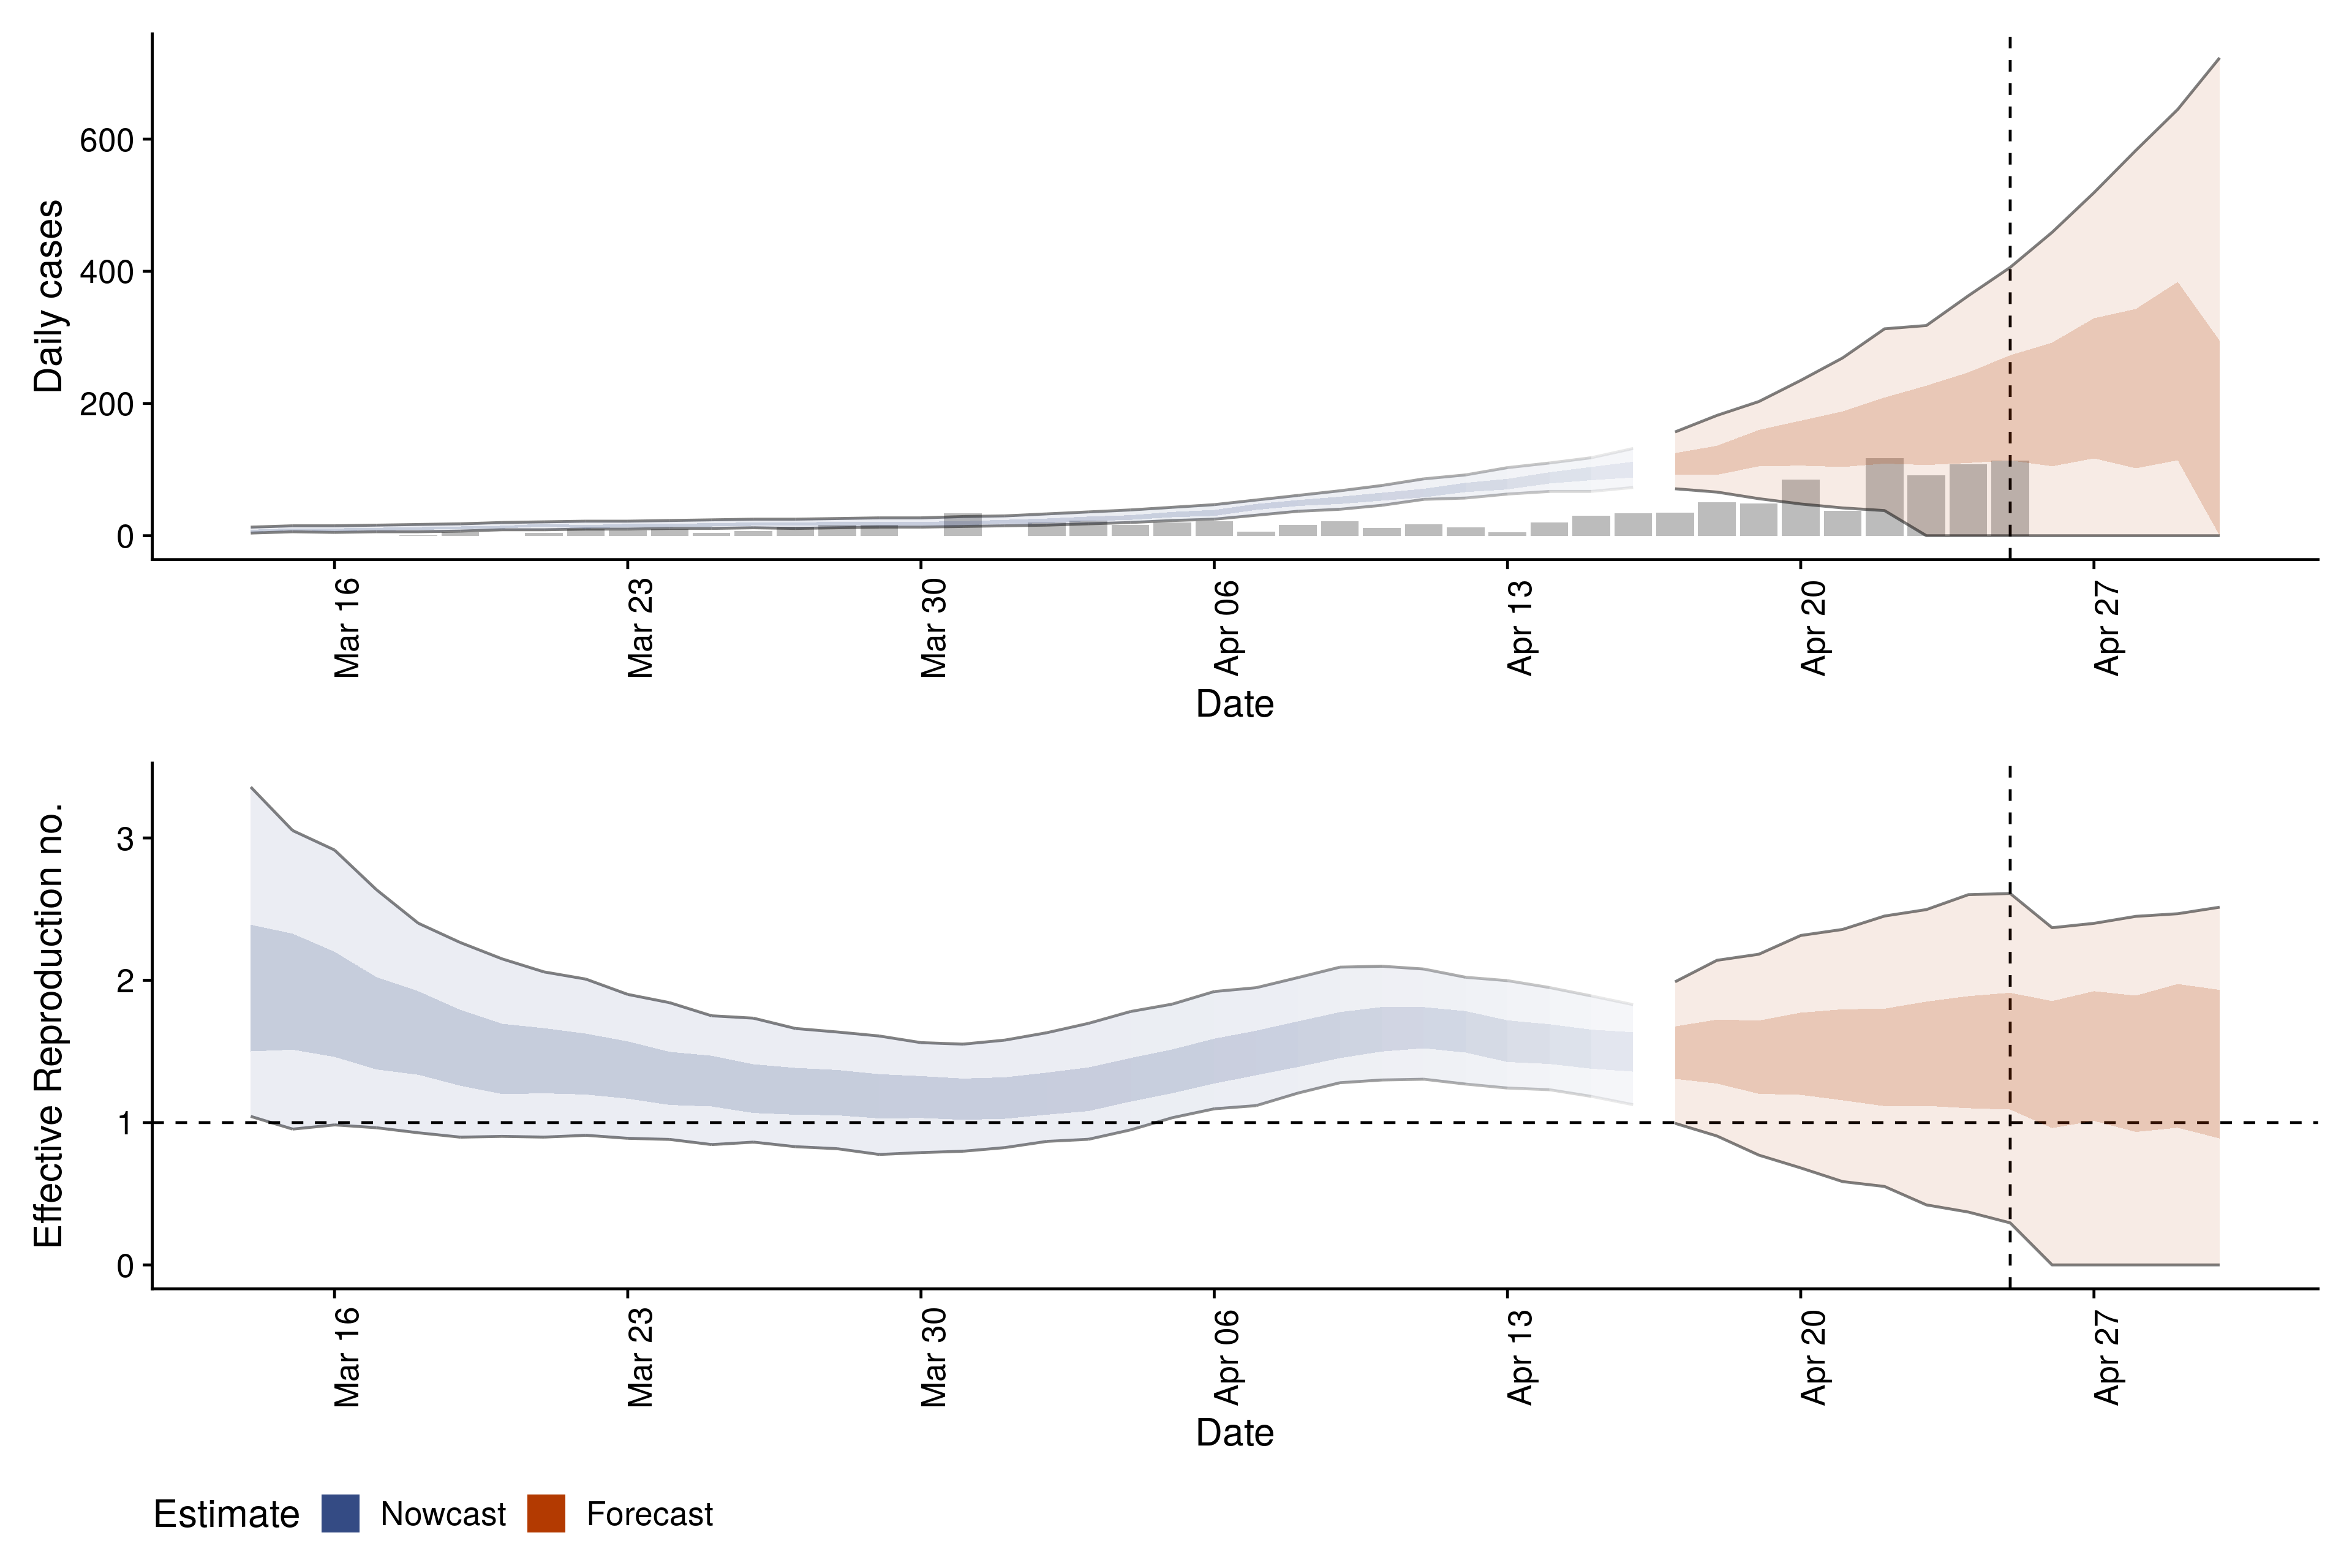 Daily cases
600
400
200
0
Mar 16
Mar 23
Mar 30
Apr 06
Apr 13
Apr 20
Apr 27
Date
Effective Reproduction no.
3
2
1
0
Mar 16
Mar 23
Mar 30
Apr 06
Apr 13
Apr 20
Apr 27
Date
Estimate Nowcast Forecast